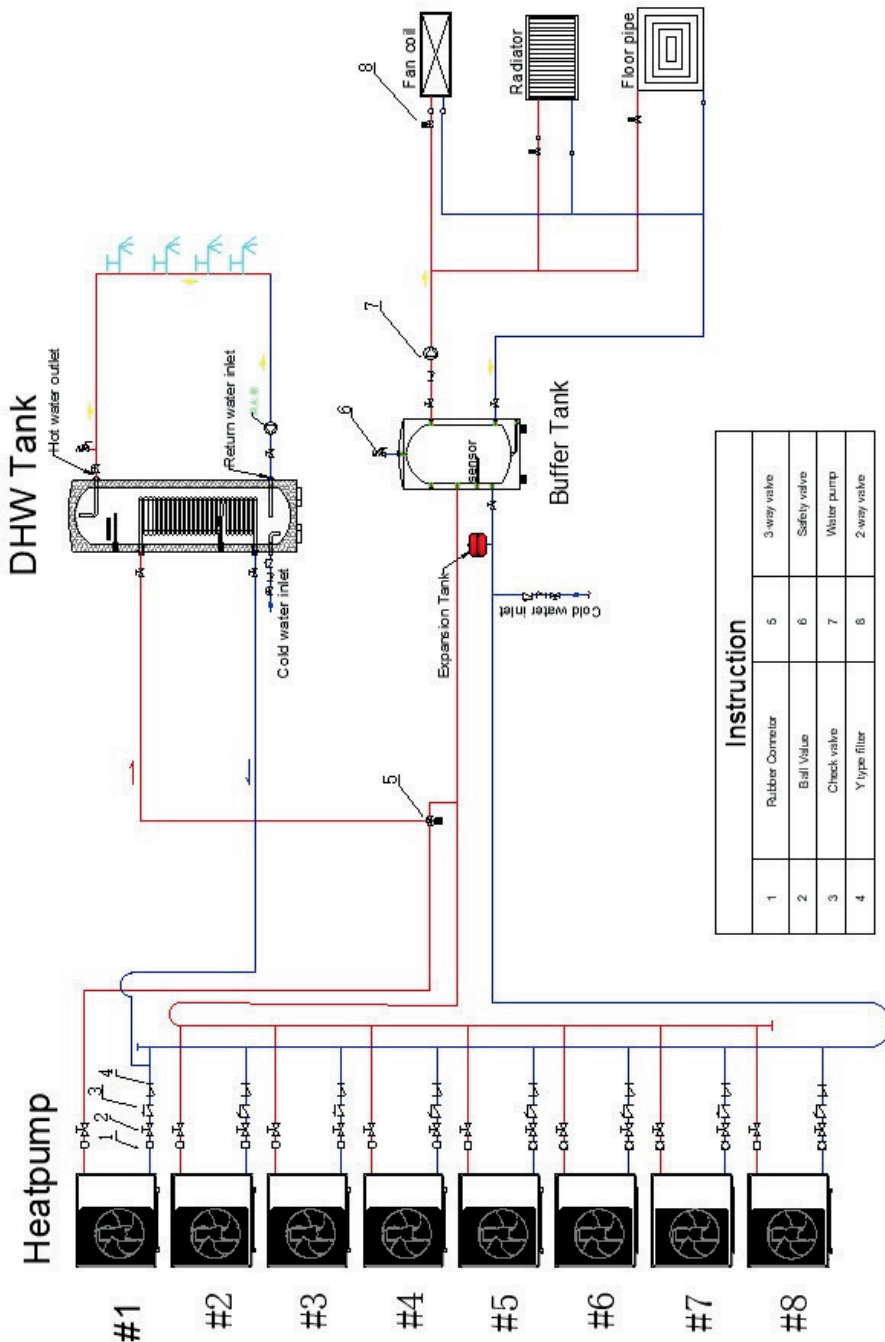 Heatpump
#1
#2
#3
#4
#5
#6
#7
#8
1
2
3
4
5
DHW Tank
Hot water outlet
Return water inlet
Cold water inlet
6
7
8
Buffer Tank
sensor
Expansion Tank
Cold water inlet
Fan coil
Radiator
Floor pipe
Instruction
1 Rubber Connetor 5 3-way valve
2 Ball Value 6 Safety valve
3 Check valve 7 Water pump
4 Y type filter 8 2-way valve